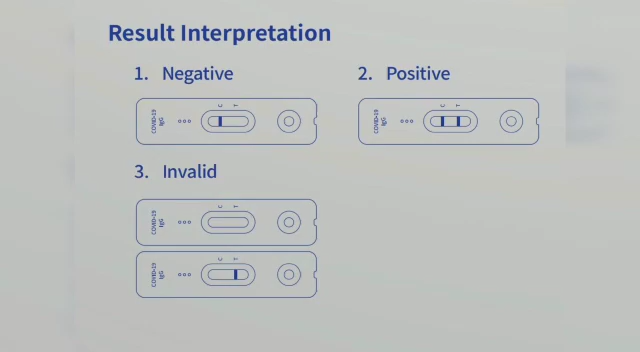 Result Interpretation
1. Negative
2. Positive
COVID-19
IgG
C T
COVID-19
IgG
C T
3. Invalid
COVID-19
IgG
C T
COVID-19
IgG
C T